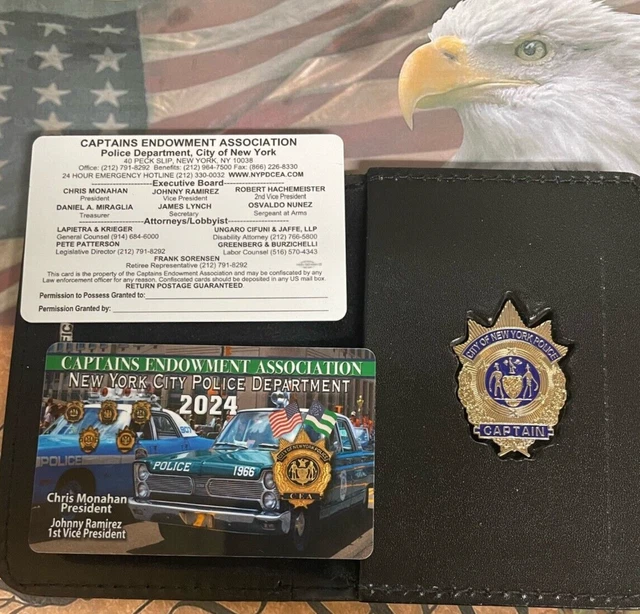 CAPTAINS ENDOWMENT ASSOCIATION
Police Department, City of New York
40 PECK SLIP, NEW YORK, NY 10038
Office: (212) 791-8292 Benefits: (212) 964-7500 Fax: (866) 226-8330
24 HOUR EMERGENCY HOTLINE (212) 330-0032 WWW.NYPDCEA.COM
Executive Board
CHRIS MONAHAN JOHNNY RAMIREZ ROBERT HACHEMEISTER
President Vice President 2nd Vice President
DANIEL A. MIRAGLIA JAMES LYNCH OSVALDO NUNEZ
Treasurer Secretary Sergeant at Arms
Attorneys/Lobbyist
LAPIETRA & KRIEGER UNGARO CIFUNI & JAFFE, LLP
General Counsel (914) 684-6000 Disability Attorney (212) 766-5800
PETE PATTERSON GREENBERG & BURZICHELLI
Legislative Director (212) 791-8292 Labor Counsel (516) 570-4343
FRANK SORENSEN
Retiree Representative (212) 791-8292
This card is the property of the Captains Endowment Association and may be confiscated by any
Law enforcement officer for any reason. Confiscated cards should be deposited in any US mail box.
RETURN POSTAGE GUARANTEED
Permission to Possess Granted to:
Permission Granted by:
CAPTAINS ENDOWMENT ASSOCIATION
NEW YORK CITY POLICE DEPARTMENT
2024
POLICE
POLICE 1966
CITY OF NEW YORK POLICE
CEA
Chris Monahan
President
Johnny Ramirez
1st Vice President
CITY OF NEW YORK POLICE
CAPTAIN